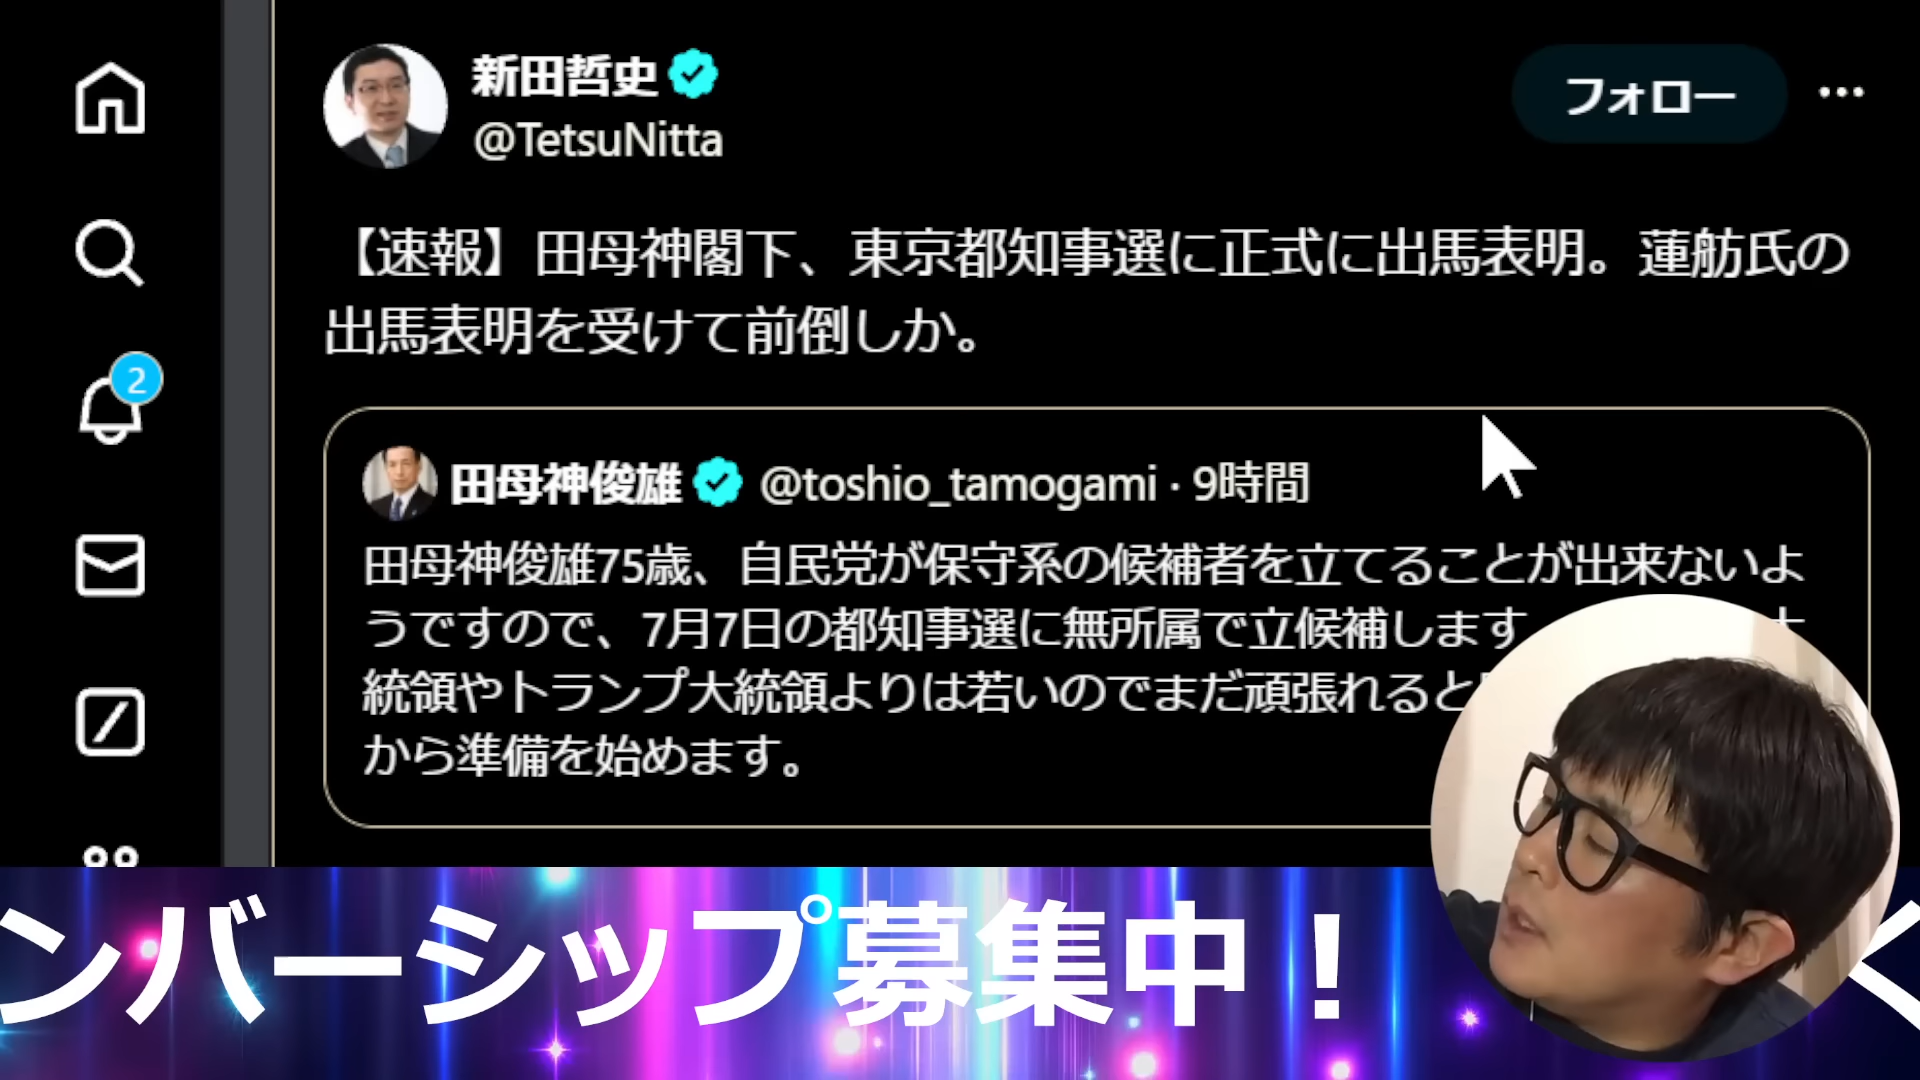 新田哲史
@TetsuNitta
フォロー
2
【速報】田母神閣下、東京都知事選に正式に出馬表明。蓮舫氏の
出馬表明を受けて前倒しか。
田母神俊雄 @toshio_tamogami · 9時間
田母神俊雄75歳、自民党が保守系の候補者を立てることが出来ないよ
うですので、7月7日の都知事選に無所属で立候補します
統領やトランプ大統領よりは若いのでまだ頑張れると
から準備を始めます。
ンバーシップ募集中！ く